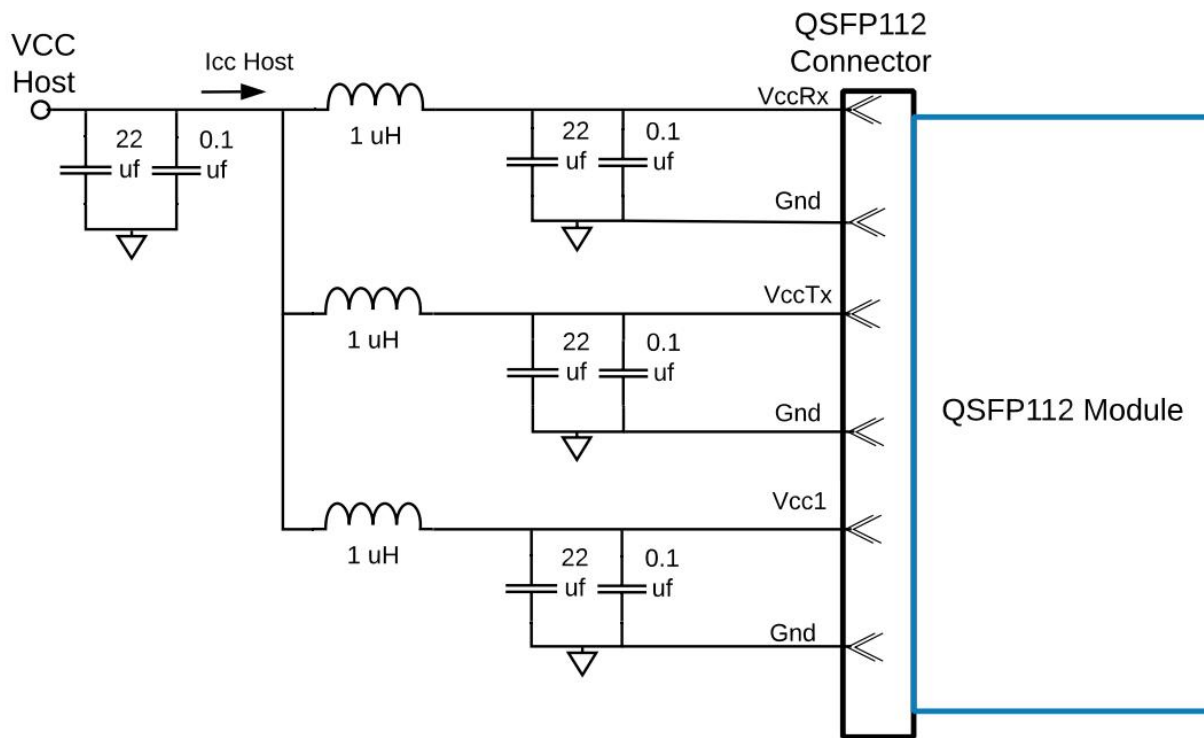 QSFP112
Connector
VCC
Host
Icc Host
VccRx
22
uf
0.1
uf
1 uH
22
uf
0.1
uf
Gnd
VccTx
1 uH
22
uf
0.1
uf
Gnd
QSFP112 Module
Vcc1
1 uH
22
uf
0.1
uf
Gnd